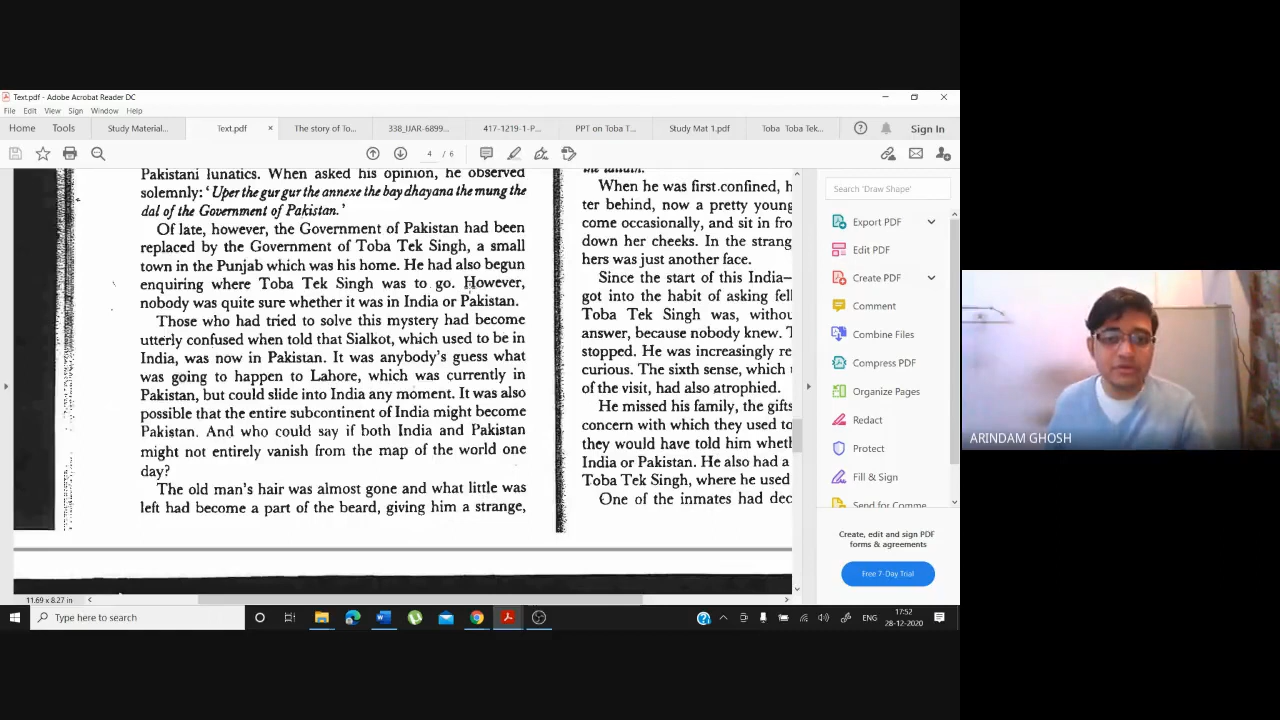 Text.pdf - Adobe Acrobat Reader DC
File Edit View Sign Window Help
Home Tools Study Material... Text.pdf × The story of To... 338_IJAR-6899... 417-1219-1-P... PPT on Toba T... Study Mat 1.pdf Toba Toba Tek... Sign In
4 / 6
Pakistani lunatics. When asked his opinion, he observed
solemnly: 'Uper the gur gur the annexe the bay dhayana the mung the
dal of the Government of Pakistan.'
Of late, however, the Government of Pakistan had been
replaced by the Government of Toba Tek Singh, a small
town in the Punjab which was his home. He had also begun
enquiring where Toba Tek Singh was to go. However,
nobody was quite sure whether it was in India or Pakistan.
Those who had tried to solve this mystery had become
utterly confused when told that Sialkot, which used to be in
India, was now in Pakistan. It was anybody's guess what
was going to happen to Lahore, which was currently in
Pakistan, but could slide into India any moment. It was also
possible that the entire subcontinent of India might become
Pakistan. And who could say if both India and Pakistan
might not entirely vanish from the map of the world one
day?
The old man's hair was almost gone and what little was
left had become a part of the beard, giving him a strange,
When he was first confined, h
ter behind, now a pretty young
come occasionally, and sit in fro
down her cheeks. In the strang
hers was just another face.
Since the start of this India—
got into the habit of asking fell
Toba Tek Singh was, withou
answer, because nobody knew. T
stopped. He was increasingly re
curious. The sixth sense, which
of the visit, had also atrophied.
He missed his family, the gifts
concern with which they used to
they would have told him wheth
India or Pakistan. He also had a
Toba Tek Singh, where he used
One of the inmates had dec
Search 'Draw Shape'
Export PDF
Edit PDF
Create PDF
Comment
Combine Files
Compress PDF
Organize Pages
Redact
Protect
Fill & Sign
Send for Comme
Create, edit and sign PDF
forms & agreements
Free 7-Day Trial
11.69 x 8.27 in
Type here to search
ENG
17:52
28-12-2020
ARINDAM GHOSH